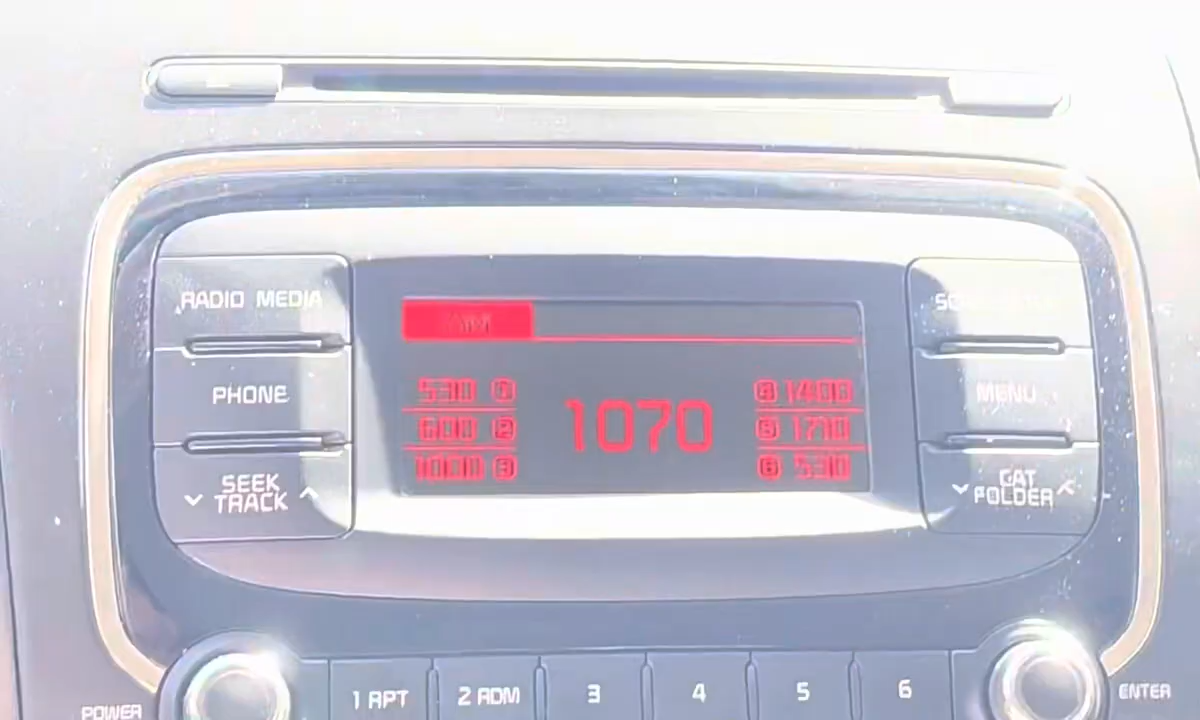 RADIO MEDIA
PHONE
SEEK
TRACK
AM
530 1
600 2
1000 3
1070
4 1400
5 1710
6 530
MENU
CAT
FOLDER
POWER
1 RPT
2 RDM
3
4
5
6
ENTER